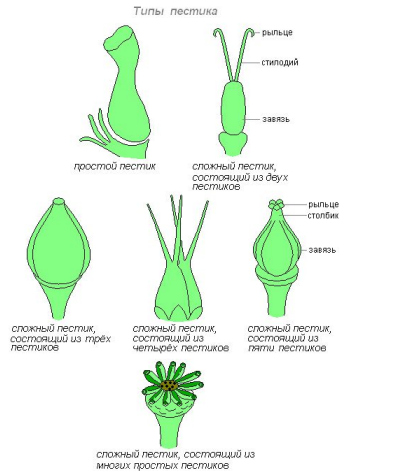 Типы пестика
рыльце
стилодий
завязь
простой пестик
сложный пестик,
состоящий из двух
пестиков
рыльце
столбик
завязь
сложный пестик,
состоящий из трёх
пестиков
сложный пестик,
состоящий из
четырёх пестиков
сложный пестик,
состоящий из
пяти пестиков
сложный пестик, состоящий из
многих простых пестиков